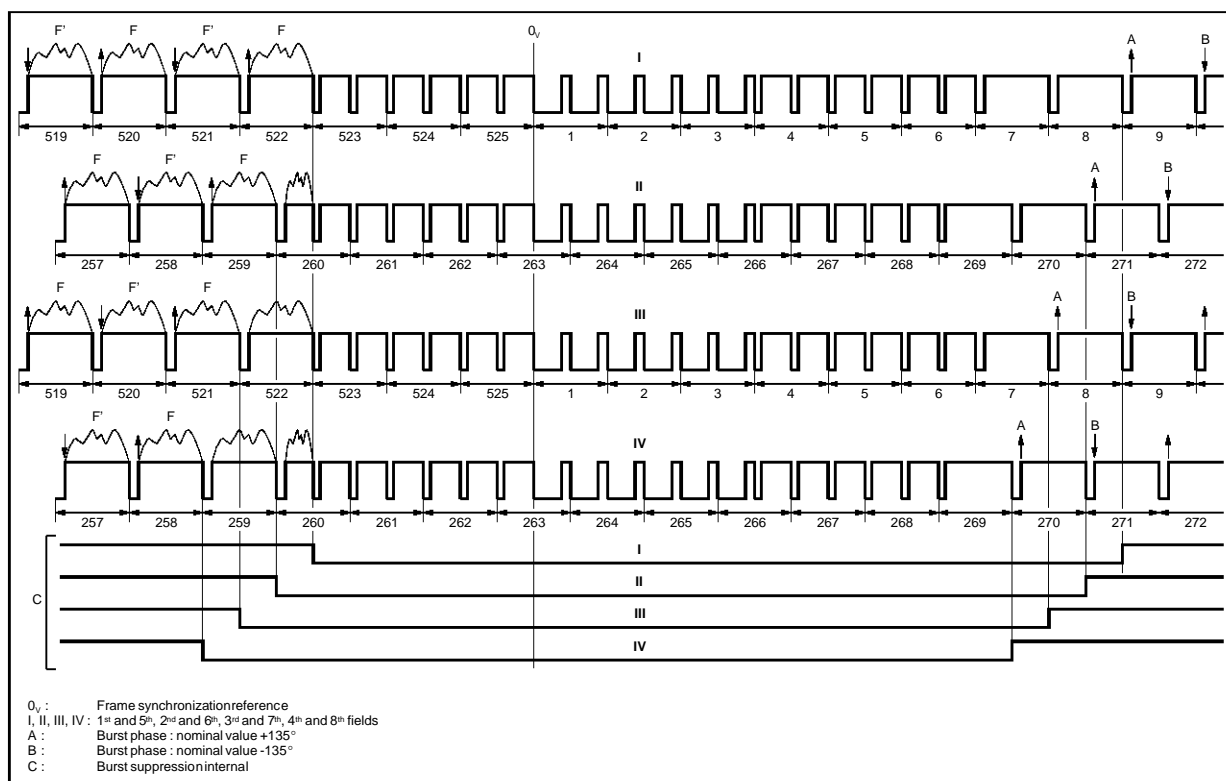 F' F F' F 0V A B
I
519 520 521 522 523 524 525 1 2 3 4 5 6 7 8 9
F F' F A B
II
257 258 259 260 261 262 263 264 265 266 267 268 269 270 271 272
F F' F A B
III
519 520 521 522 523 524 525 1 2 3 4 5 6 7 8 9
F' F A B
IV
257 258 259 260 261 262 263 264 265 266 267 268 269 270 271 272
I
II
C
III
IV
0V : Frame synchronization reference
I, II, III, IV : 1st and 5th, 2nd and 6th, 3rd and 7th, 4th and 8th fields
A : Burst phase : nominal value +135°
B : Burst phase : nominal value -135°
C : Burst suppression internal